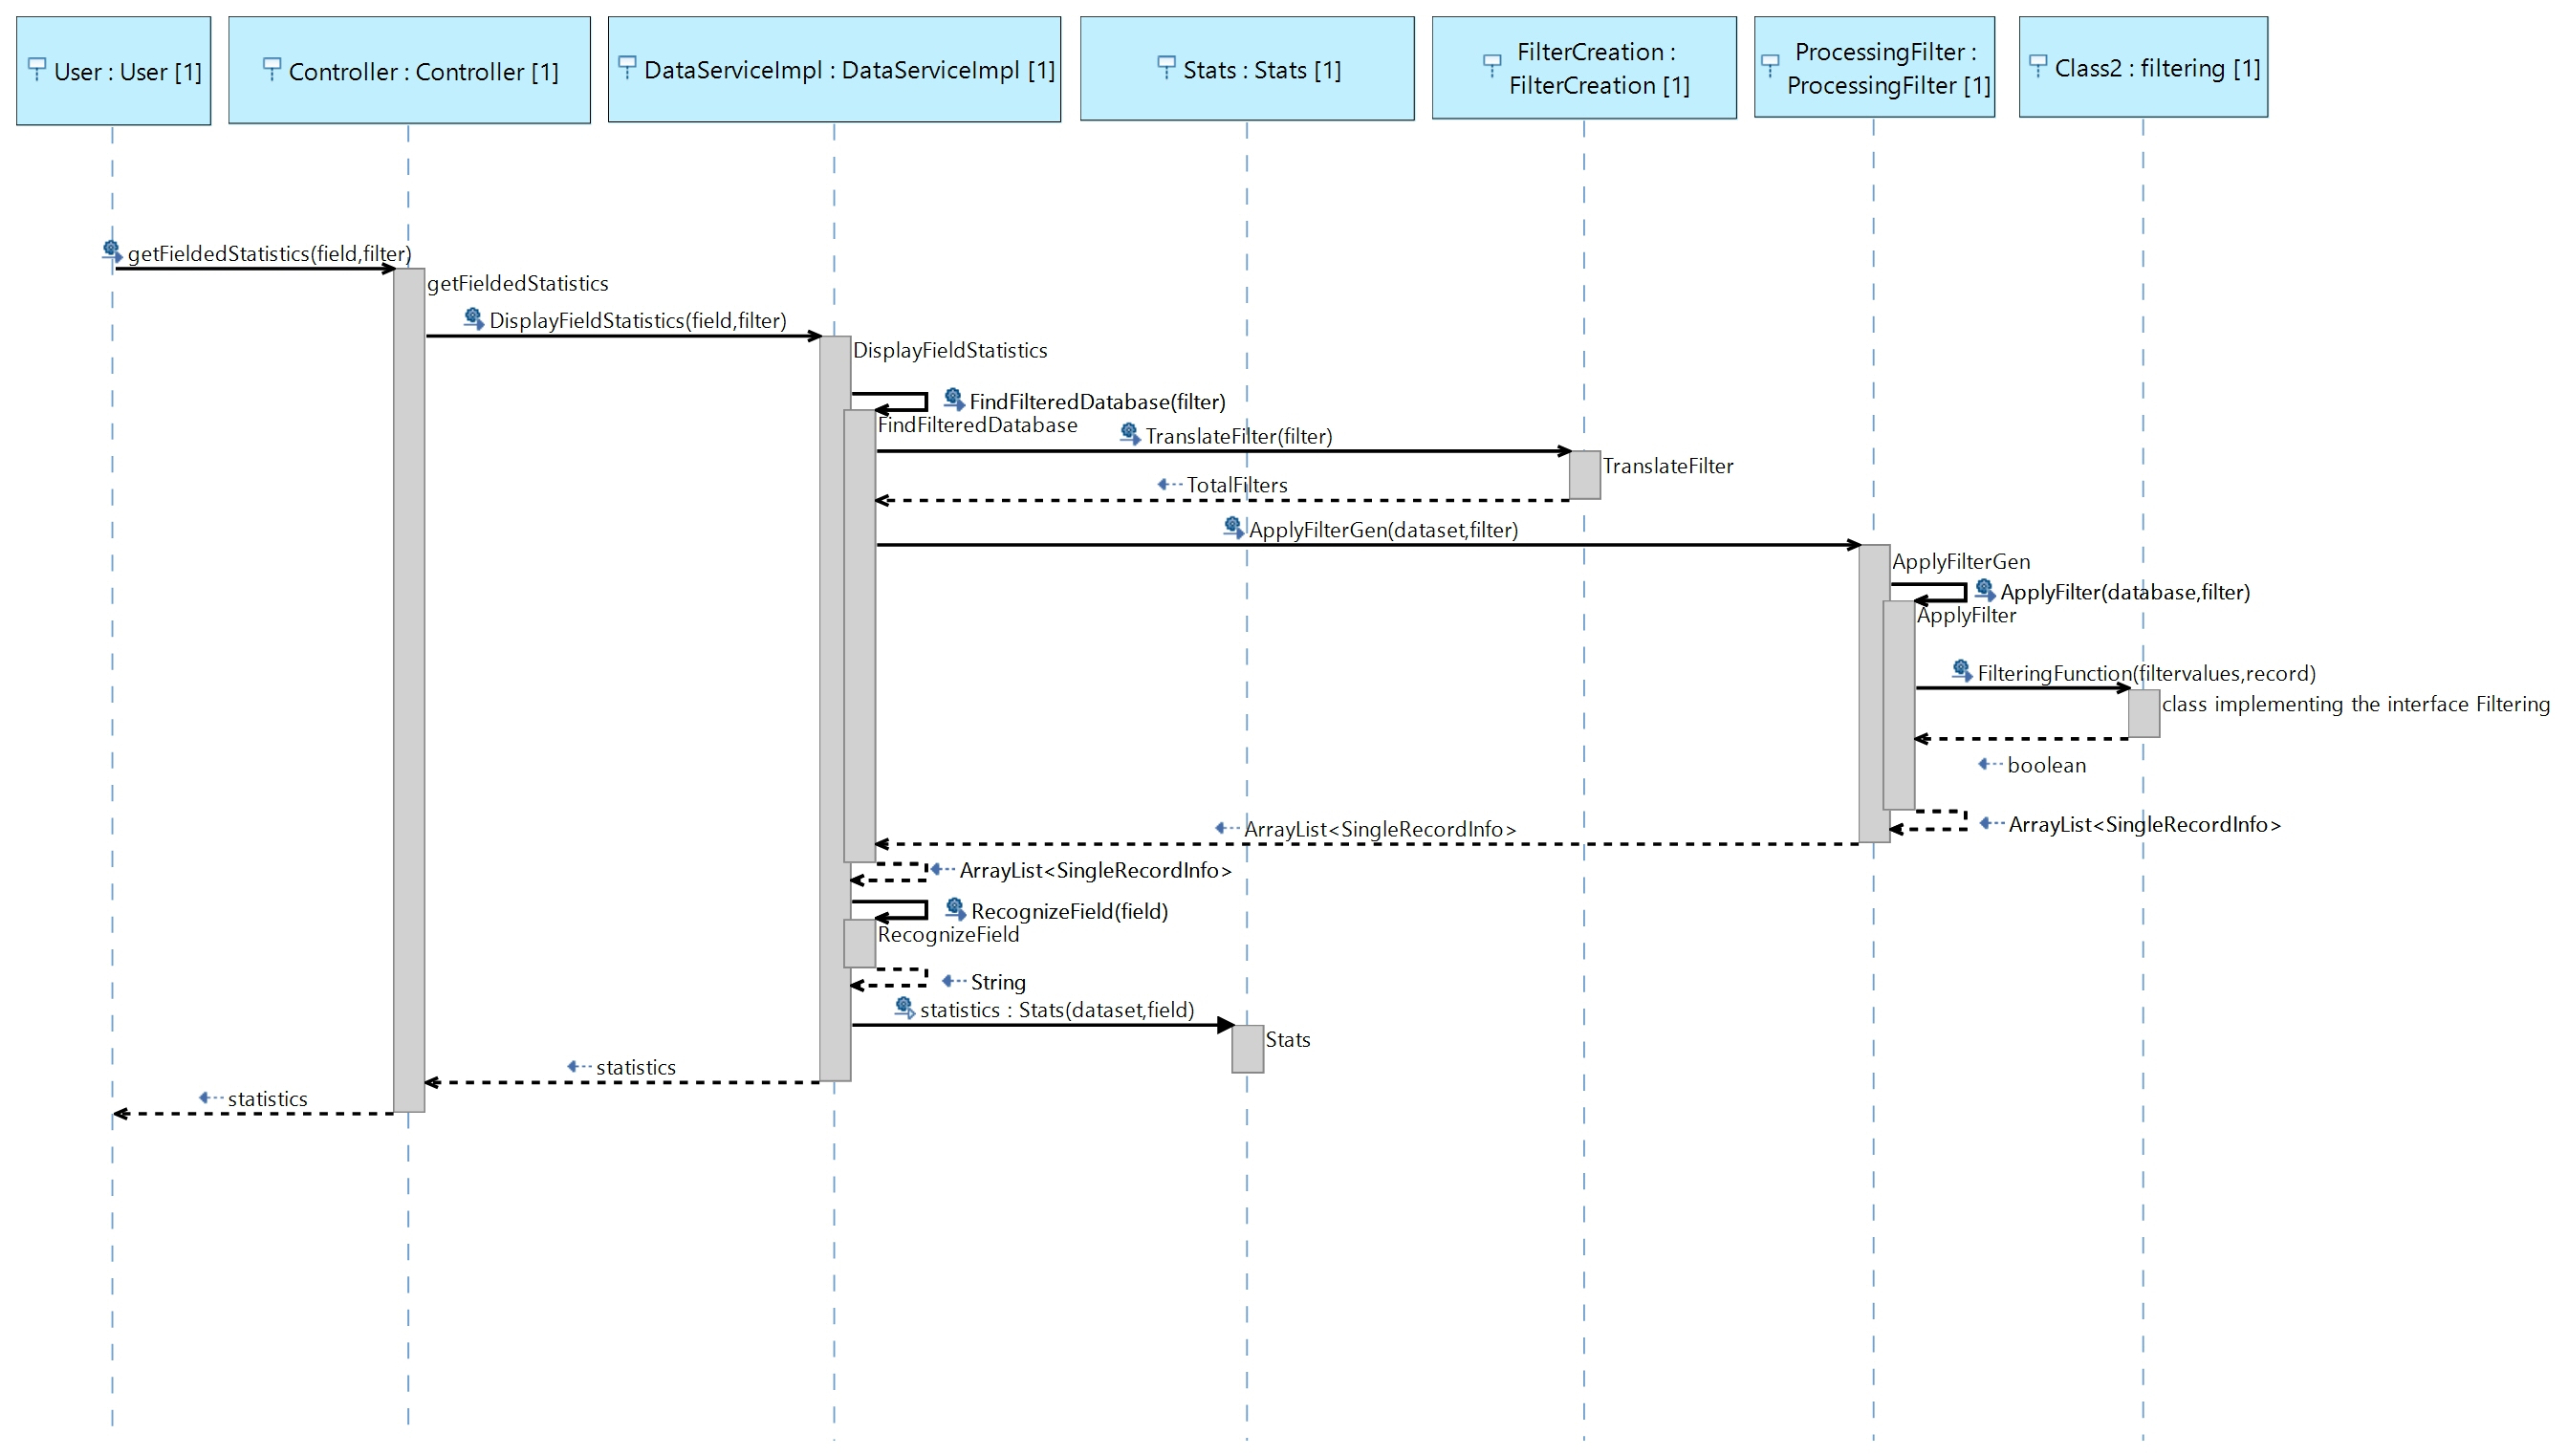 User : User [1]
Controller : Controller [1]
DataServiceImpl : DataServiceImpl [1]
Stats : Stats [1]
FilterCreation :
FilterCreation [1]
ProcessingFilter :
ProcessingFilter [1]
Class2 : filtering [1]
getFieldedStatistics(field,filter)
getFieldedStatistics
DisplayFieldStatistics(field,filter)
DisplayFieldStatistics
FindFilteredDatabase(filter)
FindFilteredDatabase
TranslateFilter(filter)
TranslateFilter
TotalFilters
ApplyFilterGen(dataset,filter)
ApplyFilterGen
ApplyFilter(database,filter)
ApplyFilter
FilteringFunction(filtervalues,record)
class implementing the interface Filtering
boolean
ArrayList<SingleRecordInfo>
ArrayList<SingleRecordInfo>
ArrayList<SingleRecordInfo>
RecognizeField(field)
RecognizeField
String
statistics : Stats(dataset,field)
Stats
statistics
statistics